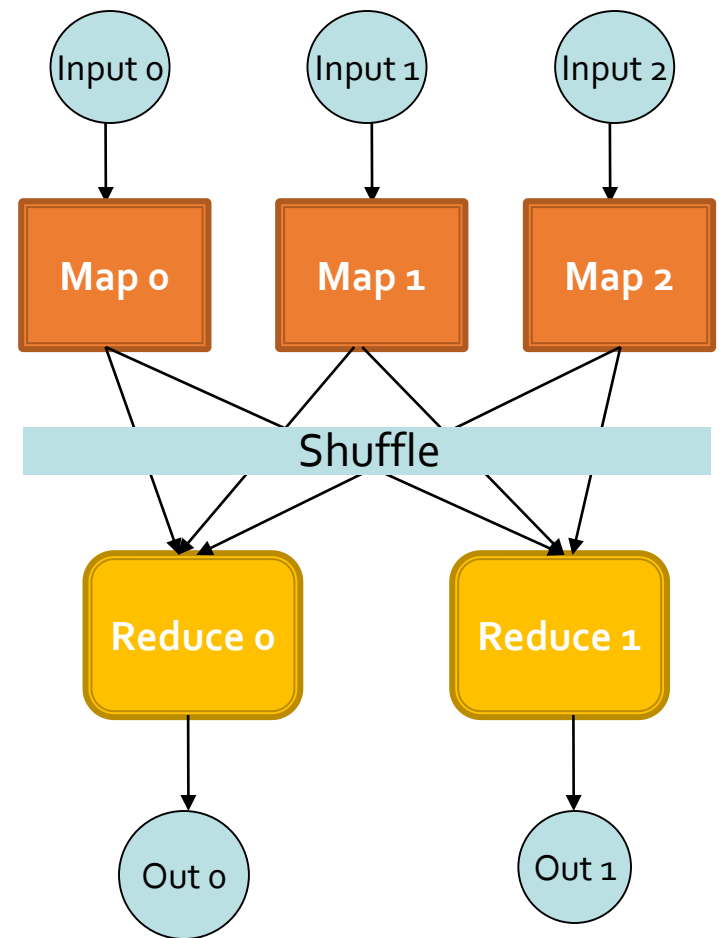 Input 0
Input 1
Input 2
Map 0
Map 1
Map 2
Shuffle
Reduce 0
Reduce 1
Out 0
Out 1